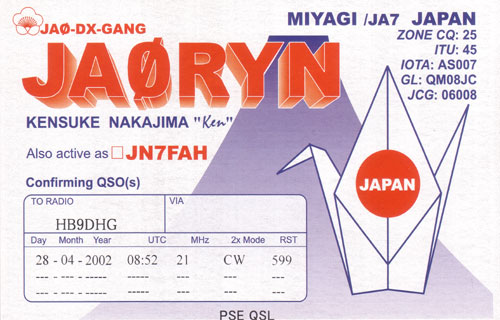 JAØ-DX-GANG
JAØRYN
KENSUKE NAKAJIMA "Ken"
Also active as □JN7FAH
MIYAGI /JA7 JAPAN
ZONE CQ: 25
ITU: 45
IOTA: AS007
GL: QM08JC
JCG: 06008
JAPAN
Confirming QSO(s)
TO RADIO VIA
HB9DHG
Day Month Year UTC MHz 2x Mode RST
28 - 04 - 2002 08:52 21 CW 599
--- --- ----- ----- --- --- ---
--- --- ----- ----- --- --- ---
PSE QSL